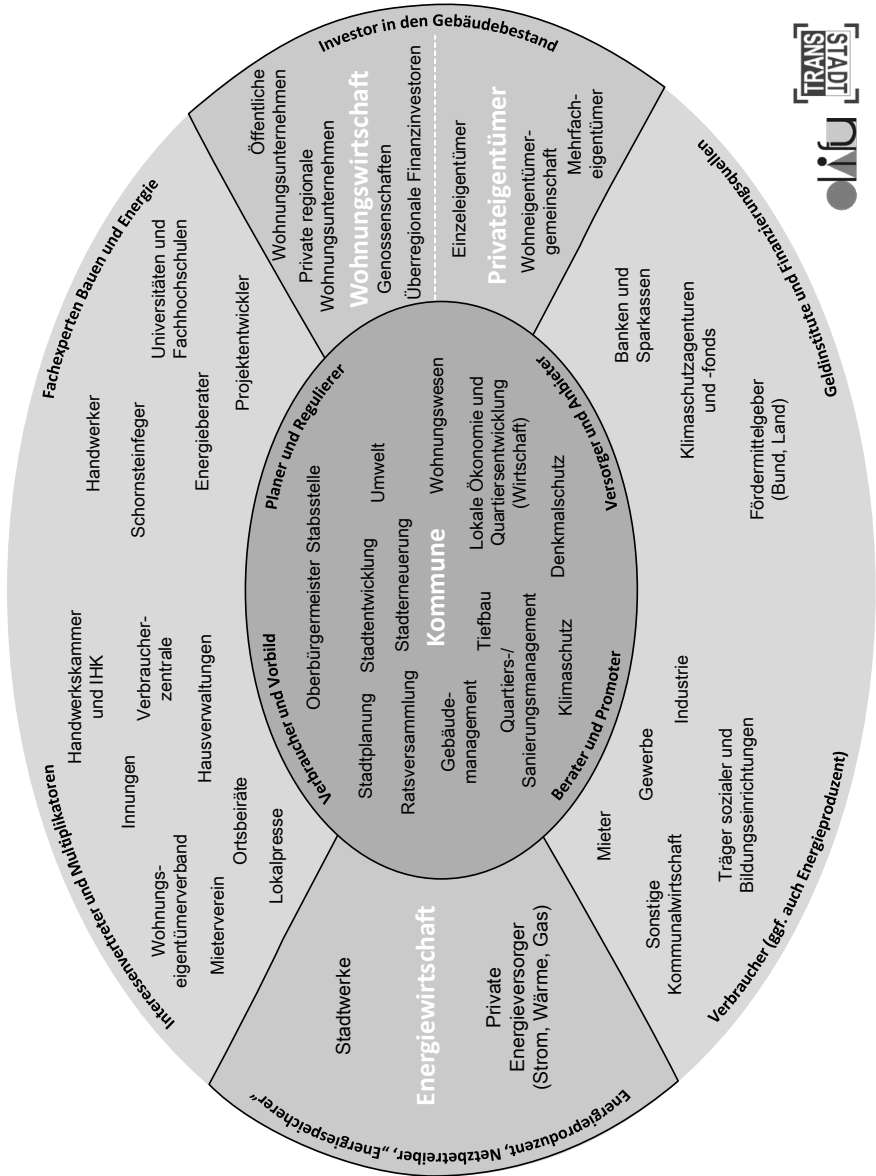 Interessenvertreter und Multiplikatoren
Handwerkskammer
und IHK
Innungen
Verbraucher-
zentrale
Wohnungs-
eigentümerverband
Hausverwaltungen
Mieterverein
Ortsbeiräte
Lokalpresse
Fachexperten Bauen und Energie
Handwerker
Schornsteinfeger
Universitäten und
Fachhochschulen
Energieberater
Projektentwickler
Energieproduzent, Netzbetreiber, „Energiespeicherer“
Stadtwerke
Energiewirtschaft
Private
Energieversorger
(Strom, Wärme, Gas)
Verbraucher und Vorbild
Planer und Regulierer
Oberbürgermeister Stabsstelle
Stadtplanung
Stadtentwicklung
Umwelt
Ratsversammlung
Stadterneuerung
Kommune
Wohnungswesen
Gebäude-
management
Tiefbau
Lokale Ökonomie und
Quartiersentwicklung
(Wirtschaft)
Quartiers-/
Sanierungsmanagement
Klimaschutz
Denkmalschutz
Berater und Promoter
Versorger und Anbieter
Investor in den Gebäudebestand
Öffentliche
Wohnungsunternehmen
Private regionale
Wohnungsunternehmen
Wohnungswirtschaft
Genossenschaften
Überregionale Finanzinvestoren
Einzeleigentümer
Privateigentümer
Wohneigentümer-
gemeinschaft
Mehrfach-
eigentümer
Verbraucher (ggf. auch Energieproduzent)
Mieter
Gewerbe
Industrie
Sonstige
Kommunalwirtschaft
Träger sozialer und
Bildungseinrichtungen
Geldinstitute und Finanzierungsquellen
Banken und
Sparkassen
Klimaschutzagenturen
und -fonds
Fördermittelgeber
(Bund, Land)
TRANS
STADT